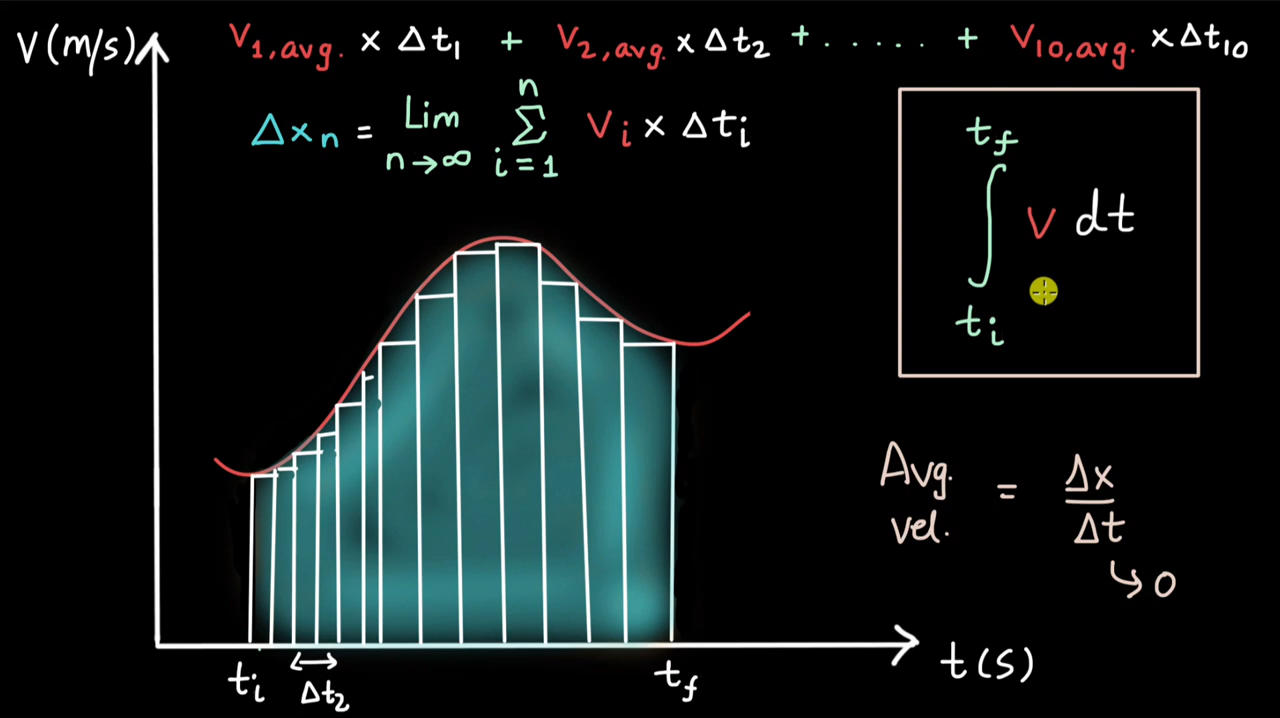 V(m/s)
V1,avg. × Δt1 + V2,avg. × Δt2 + ..... + V10,avg. × Δt10
Δxn = Lim n→∞ n Σ i=1 Vi × Δti
tf
∫ v dt
ti
Avg. vel. = Δx/Δt
↳ 0
t(s)
ti
Δt2
tf